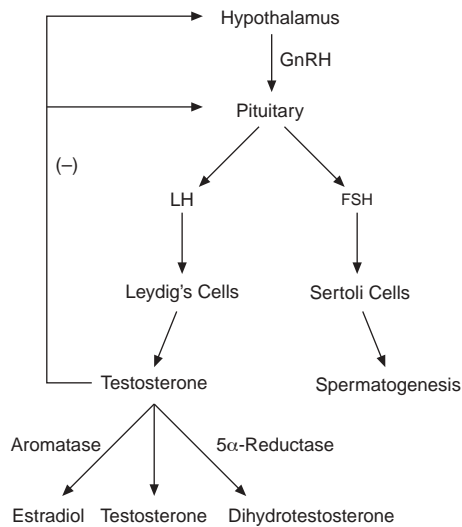 Hypothalamus
GnRH
Pituitary
(–)
LH
FSH
Leydig's Cells
Sertoli Cells
Testosterone
Spermatogenesis
Aromatase
5α-Reductase
Estradiol
Testosterone
Dihydrotestosterone